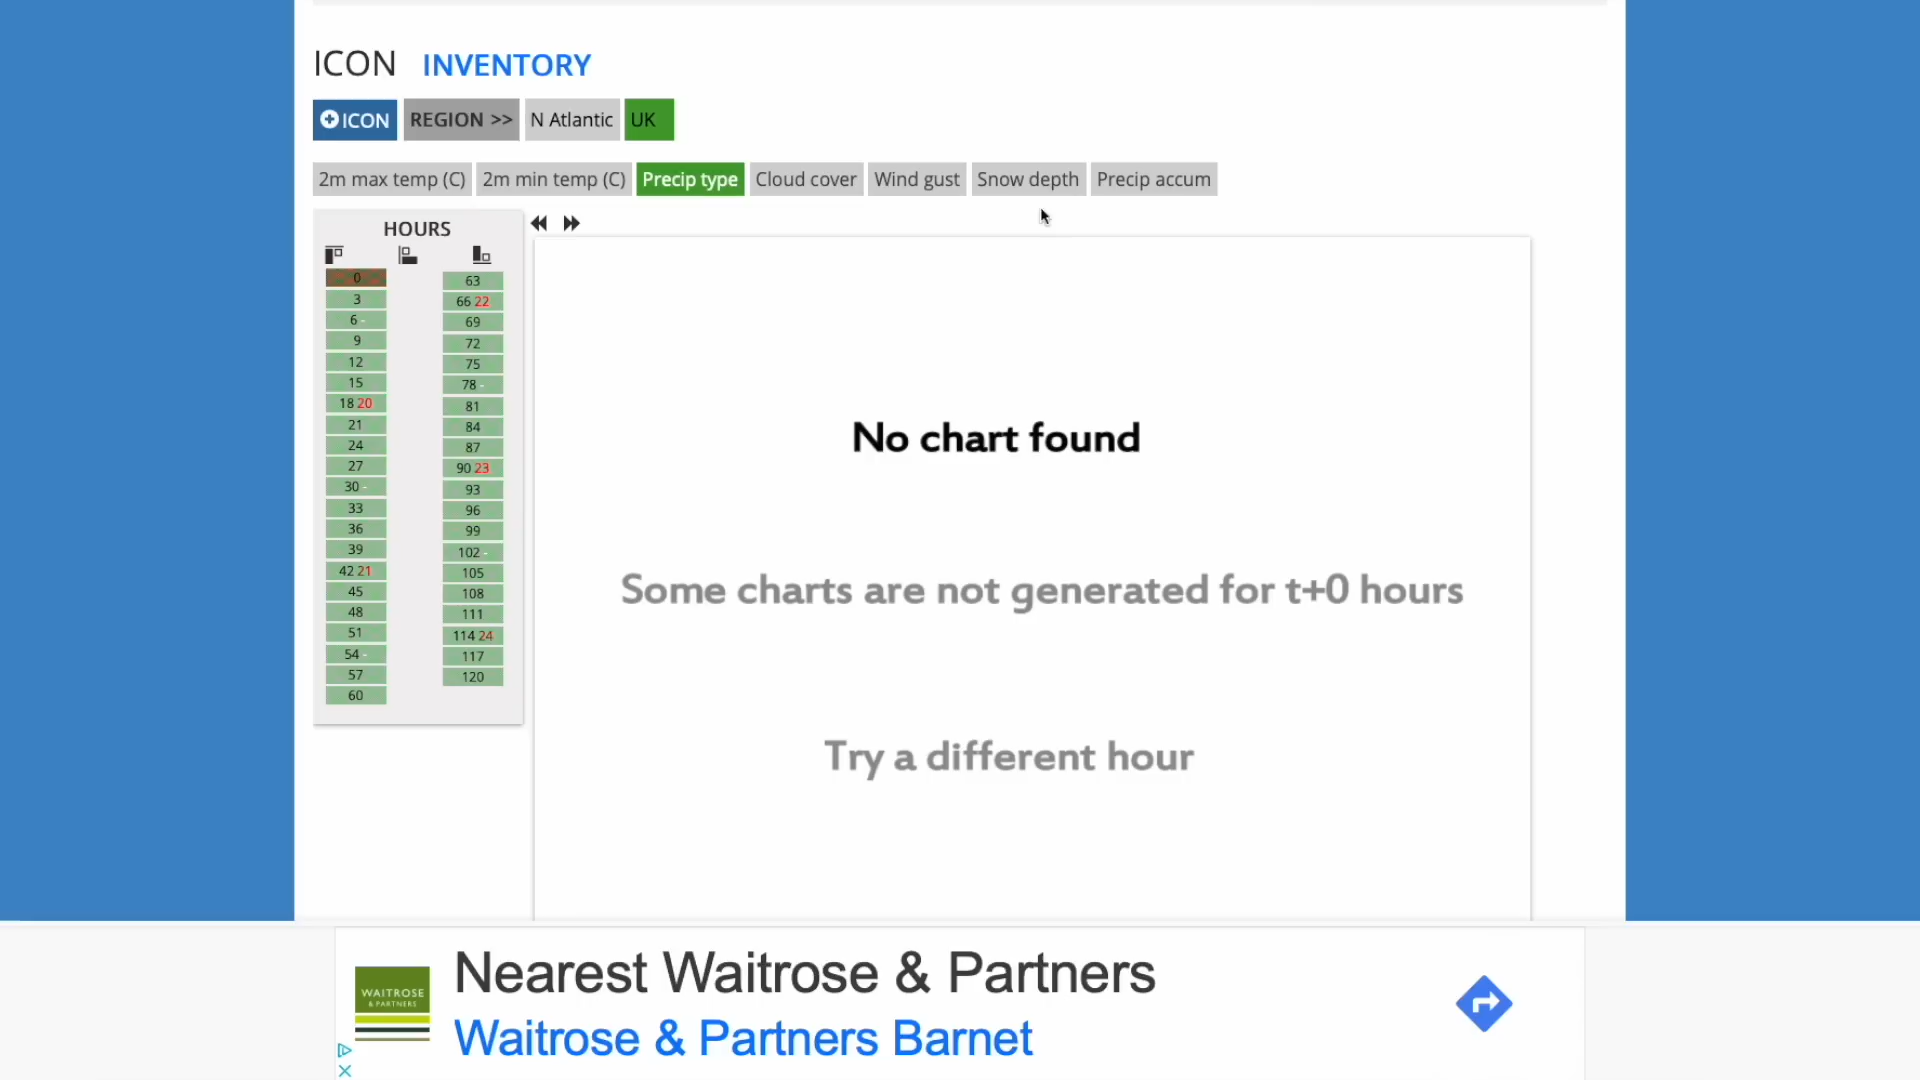 ICON INVENTORY
ICON REGION >> N Atlantic UK
2m max temp (C) 2m min temp (C) Precip type Cloud cover Wind gust Snow depth Precip accum
HOURS
0 63
3 66 22
6 - 69
9 72
12 75
15 78 -
18 20 81
21 84
24 87
27 90 23
30 - 93
33 96
36 99
39 102 -
42 21 105
45 108
48 111
51 114 24
54 - 117
57 120
60
No chart found
Some charts are not generated for t+0 hours
Try a different hour
WAITROSE
& PARTNERS
Nearest Waitrose & Partners
Waitrose & Partners Barnet